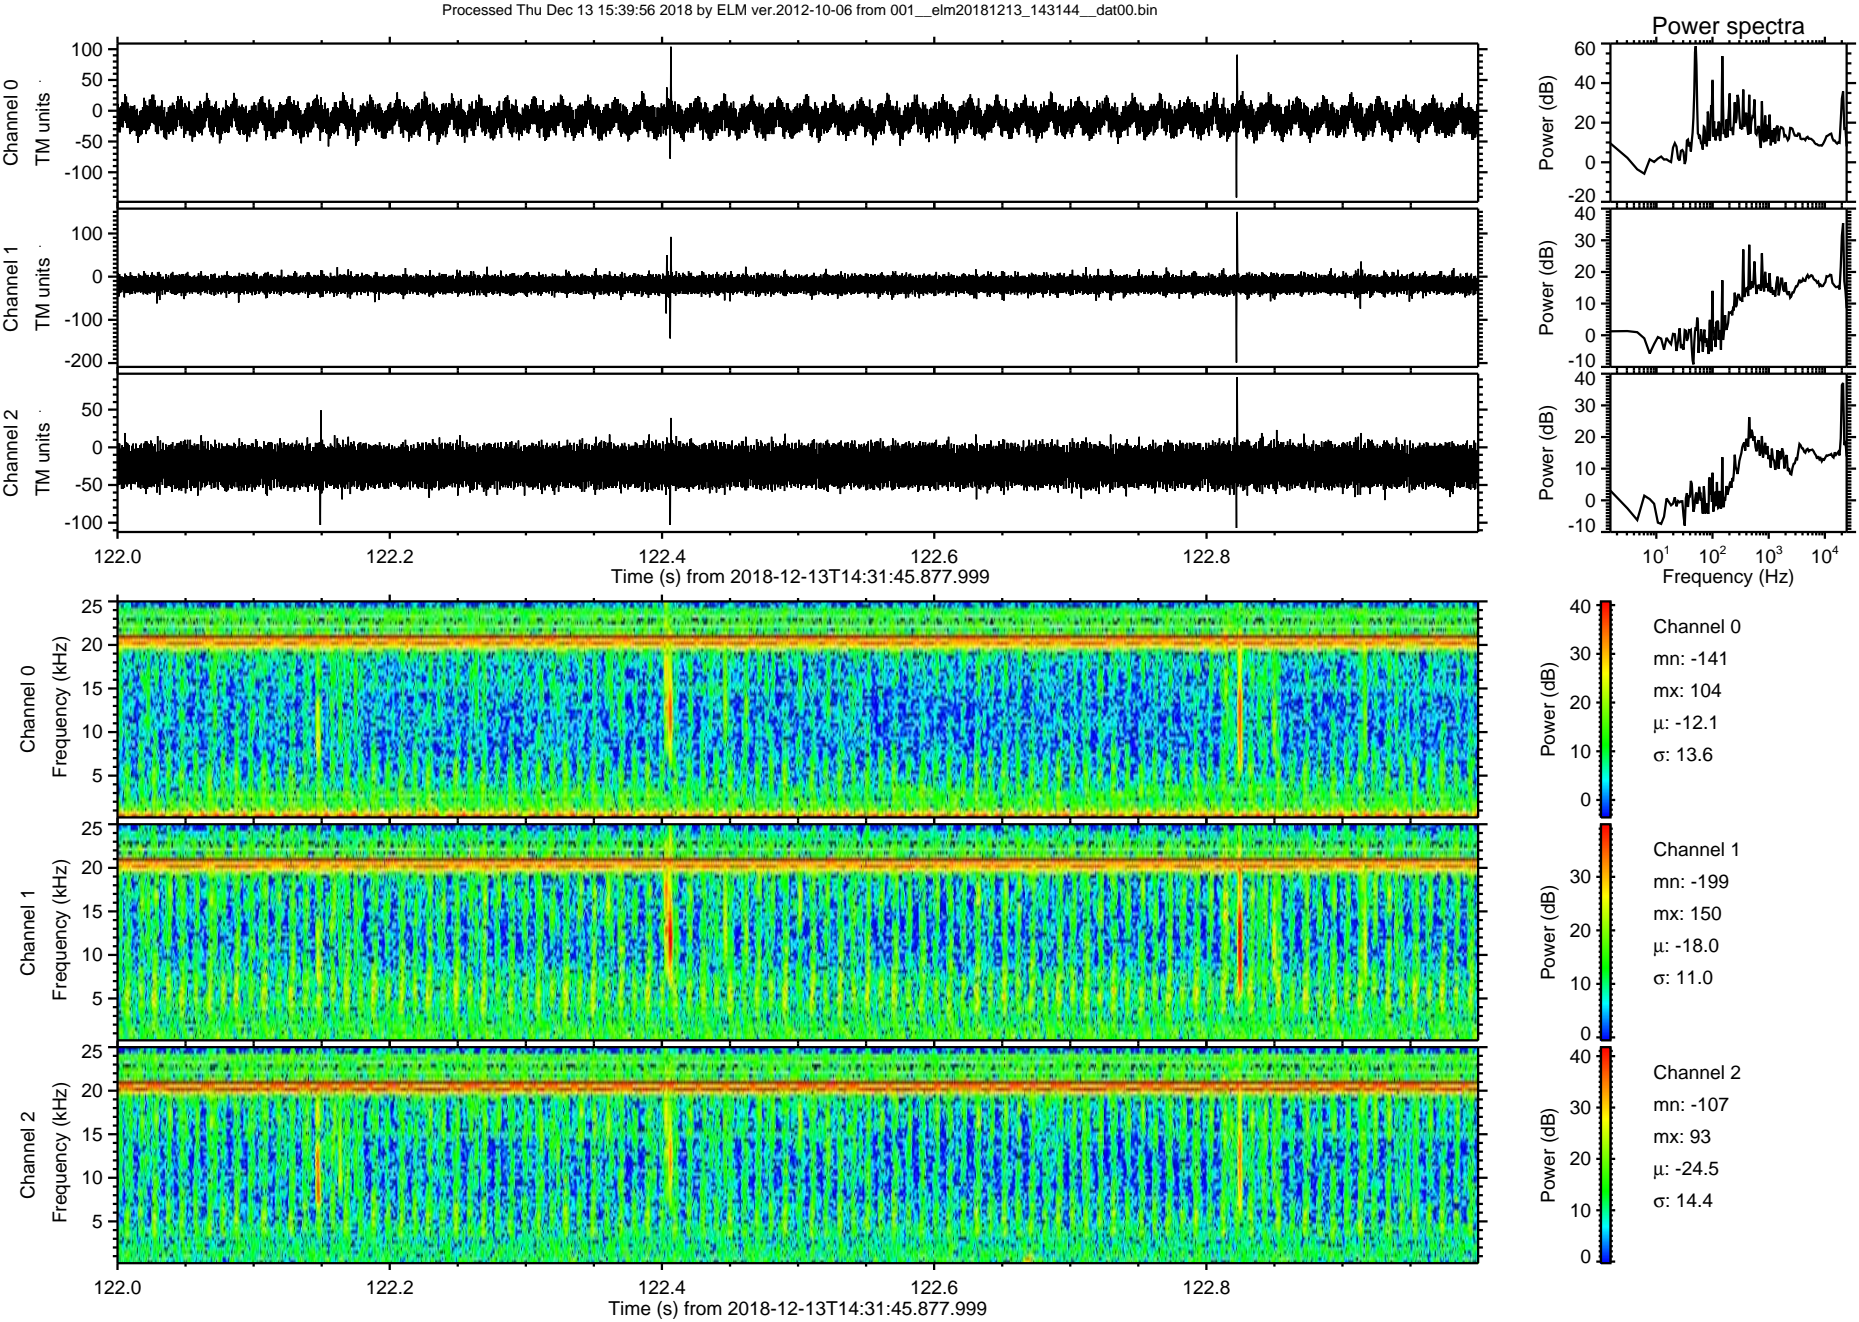 Processed Thu Dec 13 15:39:56 2018 by ELM ver.2012-10-06 from 001__elm20181213_143144__dat00.bin
Power spectra
Channel 0
TM units
100
50
0
-50
-100
Power (dB)
60
40
20
0
-20
Channel 1
TM units
100
0
-100
-200
Power (dB)
40
30
20
10
0
-10
Channel 2
TM units
50
0
-50
-100
Power (dB)
40
30
20
10
0
-10
122.0 122.2 122.4 122.6 122.8
Time (s) from 2018-12-13T14:31:45.877.999
10¹ 10² 10³ 10⁴
Frequency (Hz)
Channel 0
Frequency (kHz)
25
20
15
10
5
Power (dB)
40
30
20
10
0
Channel 0
mn: -141
mx: 104
μ: -12.1
σ: 13.6
Channel 1
Frequency (kHz)
25
20
15
10
5
Power (dB)
30
20
10
0
Channel 1
mn: -199
mx: 150
μ: -18.0
σ: 11.0
Channel 2
Frequency (kHz)
25
20
15
10
5
Power (dB)
40
30
20
10
0
Channel 2
mn: -107
mx: 93
μ: -24.5
σ: 14.4
122.0 122.2 122.4 122.6 122.8
Time (s) from 2018-12-13T14:31:45.877.999